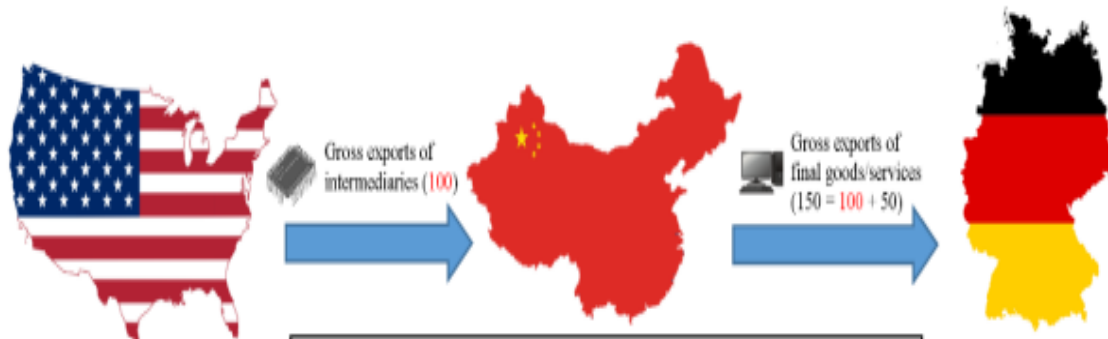 Gross exports of
intermediaries (100)
Gross exports of
final goods/services
(150 = 100 + 50)